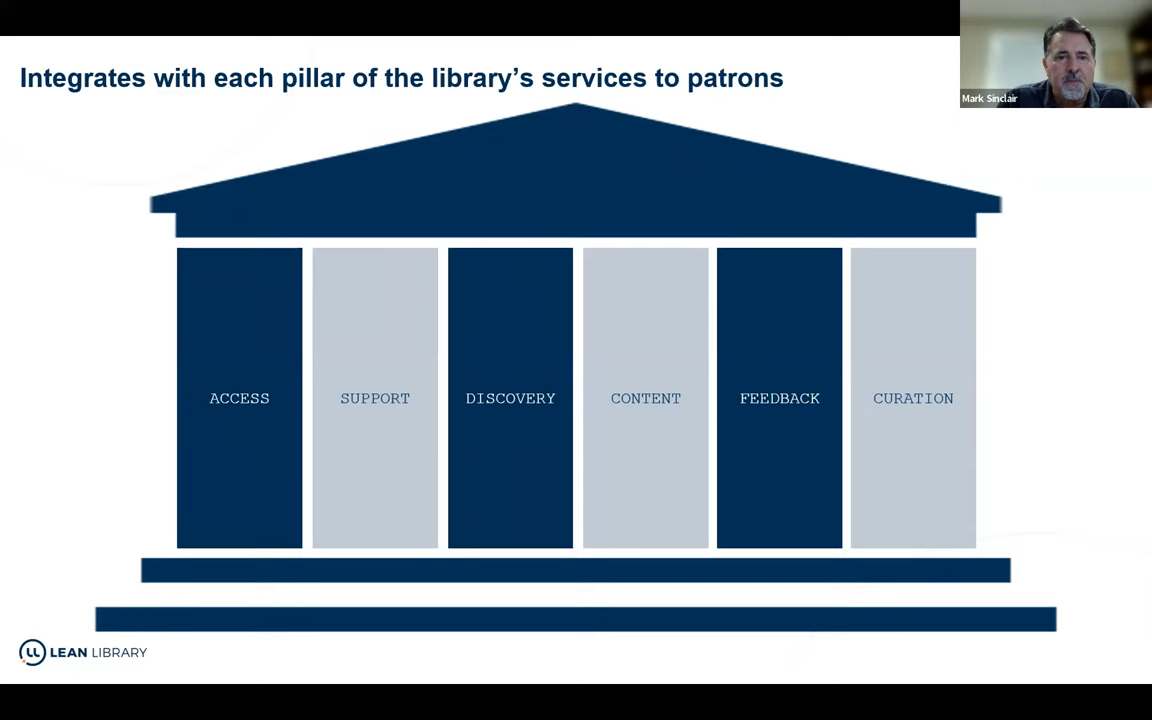 Integrates with each pillar of the library’s services to patrons
Mark Sinclair
ACCESS
SUPPORT
DISCOVERY
CONTENT
FEEDBACK
CURATION
LL LEAN LIBRARY